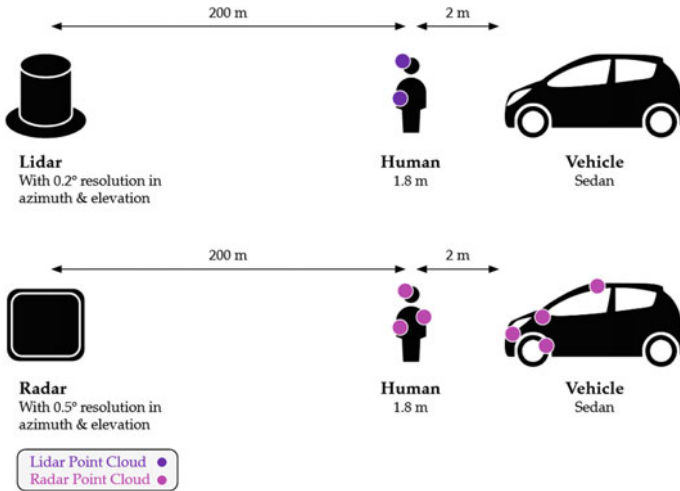 200 m
2 m
Lidar
With 0.2° resolution in
azimuth & elevation
Human
1.8 m
Vehicle
Sedan
200 m
2 m
Radar
With 0.5° resolution in
azimuth & elevation
Human
1.8 m
Vehicle
Sedan
Lidar Point Cloud
Radar Point Cloud